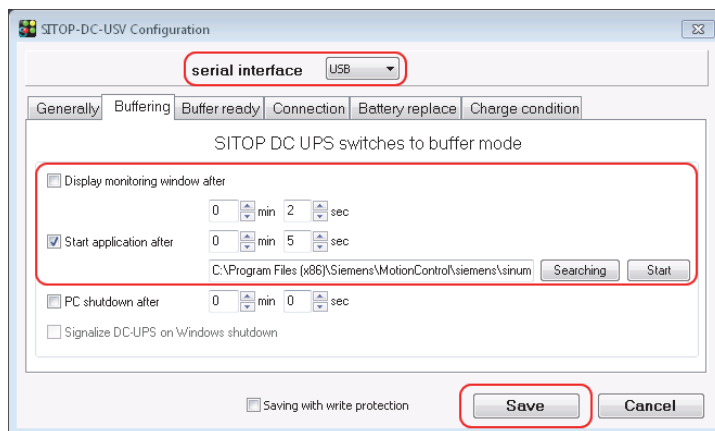 SITOP-DC-USV Configuration
serial interface USB
Generally Buffering Buffer ready Connection Battery replace Charge condition
SITOP DC UPS switches to buffer mode
Display monitoring window after
0 min 2 sec
Start application after 0 min 5 sec
C:\Program Files (x86)\Siemens\MotionControl\siemens\sinum Searching Start
PC shutdown after 0 min 0 sec
Signalize DC-UPS on Windows shutdown
Saving with write protection Save Cancel